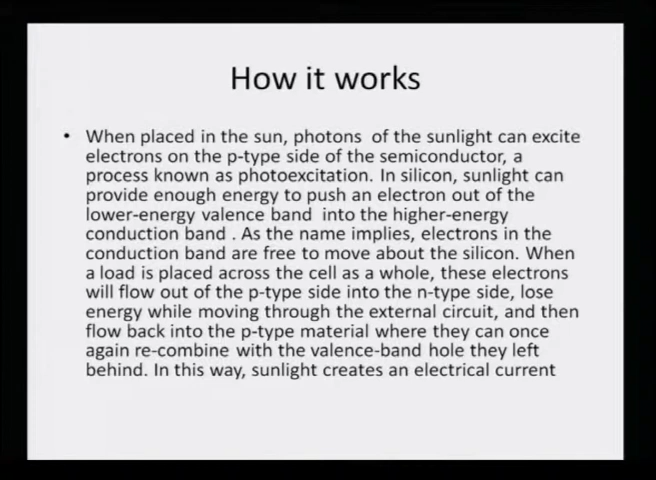 How it works
• When placed in the sun, photons of the sunlight can excite
electrons on the p-type side of the semiconductor, a
process known as photoexcitation. In silicon, sunlight can
provide enough energy to push an electron out of the
lower-energy valence band into the higher-energy
conduction band . As the name implies, electrons in the
conduction band are free to move about the silicon. When
a load is placed across the cell as a whole, these electrons
will flow out of the p-type side into the n-type side, lose
energy while moving through the external circuit, and then
flow back into the p-type material where they can once
again re-combine with the valence-band hole they left
behind. In this way, sunlight creates an electrical current